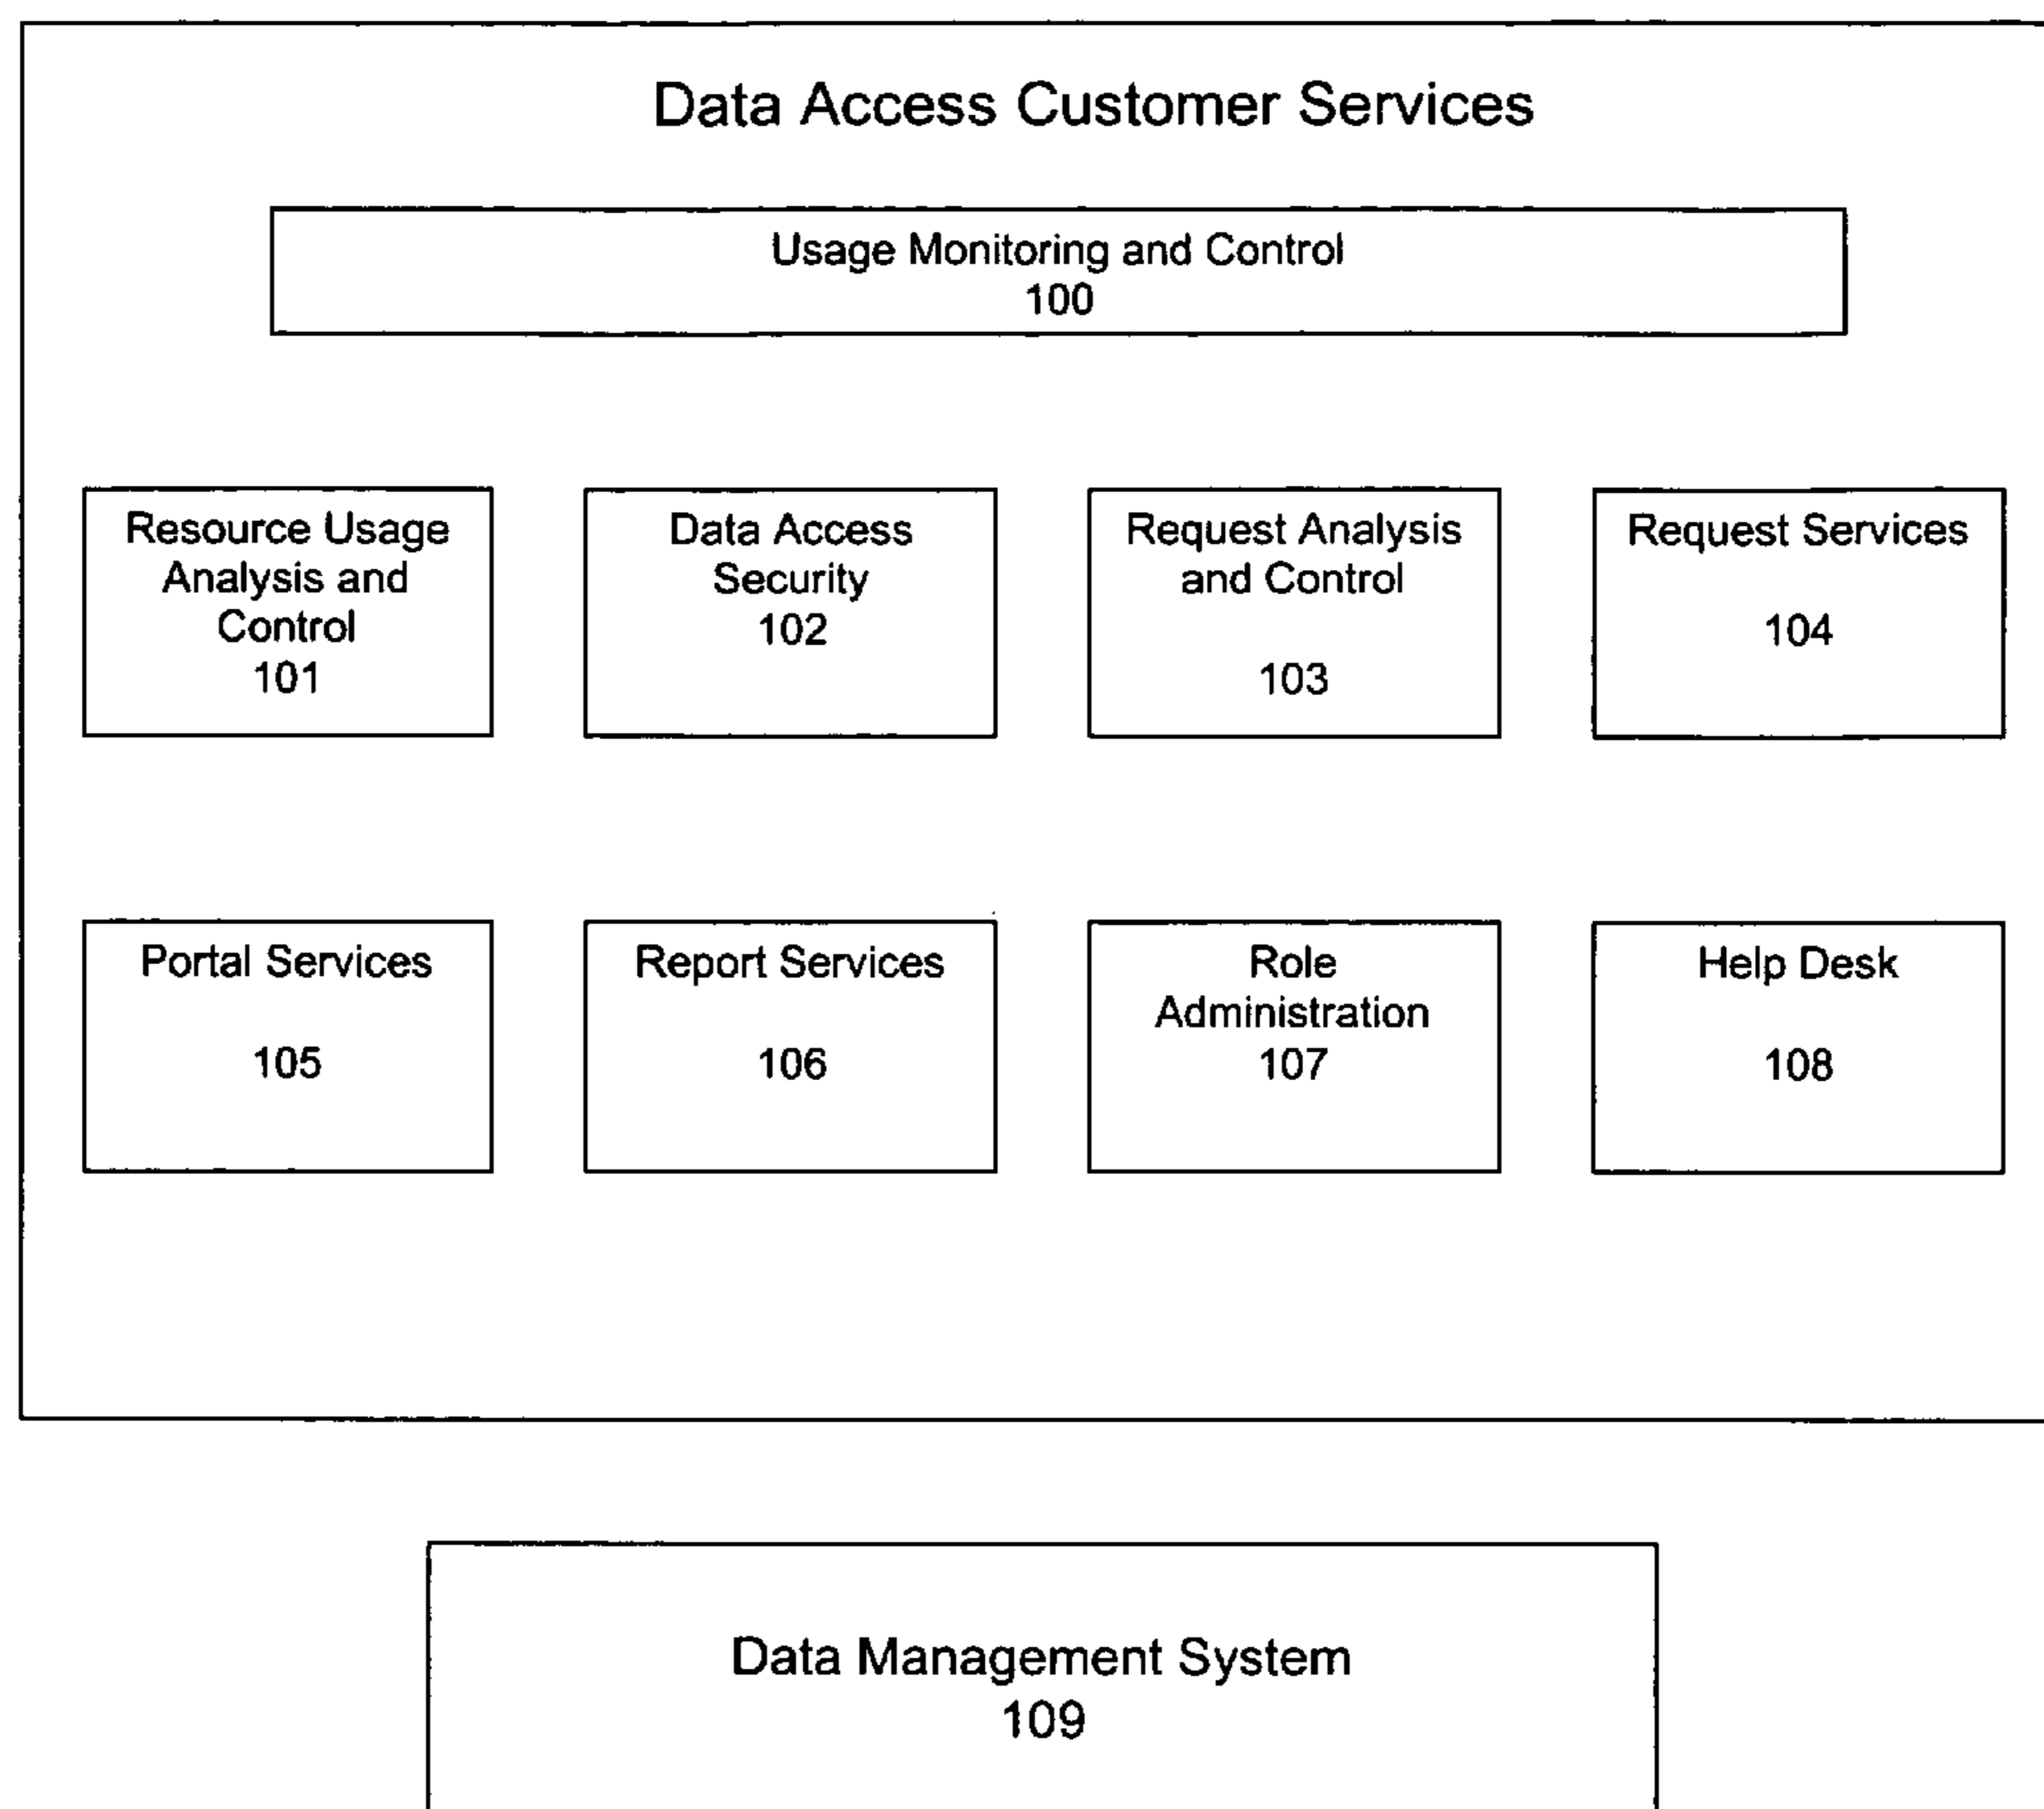 Data Access Customer Services
Usage Monitoring and Control
100
Resource Usage
Analysis and
Control
101
Data Access
Security
102
Request Analysis
and Control
103
Request Services
104
Portal Services
105
Report Services
106
Role
Administration
107
Help Desk
108
Data Management System
109